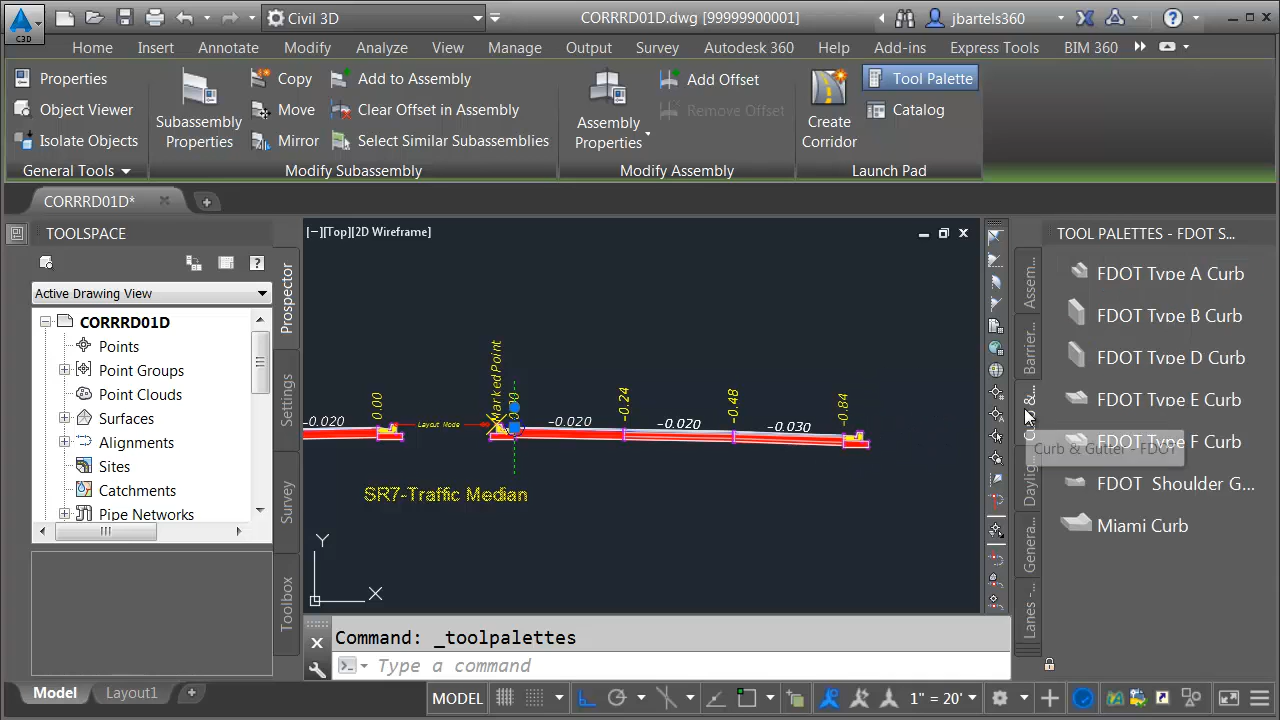 C3D
Civil 3D
CORRRD01D.dwg [99999900001]
jbartels360
Home Insert Annotate Modify Analyze View Manage Output Survey Autodesk 360 Help Add-ins Express Tools BIM 360
Properties
Object Viewer
Isolate Objects
General Tools
Subassembly Properties
Copy
Move
Mirror
Add to Assembly
Clear Offset in Assembly
Select Similar Subassemblies
Modify Subassembly
Assembly Properties
Add Offset
Remove Offset
Modify Assembly
Create Corridor
Tool Palette
Catalog
Launch Pad
CORRRD01D*
TOOLSPACE
Active Drawing View
CORRRD01D
Points
Point Groups
Point Clouds
Surfaces
Alignments
Sites
Catchments
Pipe Networks
Prospector
Settings
Survey
Toolbox
[−][Top][2D Wireframe]
-0.020
0.00
Layout Mode
Marked Point
-0.020
-0.24
-0.020
-0.48
-0.030
-0.84
SR7-Traffic Median
Y
X
Command: _toolpalettes
Type a command
TOOL PALETTES - FDOT S...
Assem...
Barrier...
Daylig...
Genera...
Lanes -...
FDOT Type A Curb
FDOT Type B Curb
FDOT Type D Curb
FDOT Type E Curb
FDOT Type F Curb
Curb & Gutter - FDOT
FDOT Shoulder G...
Miami Curb
Model Layout1
MODEL
1" = 20'